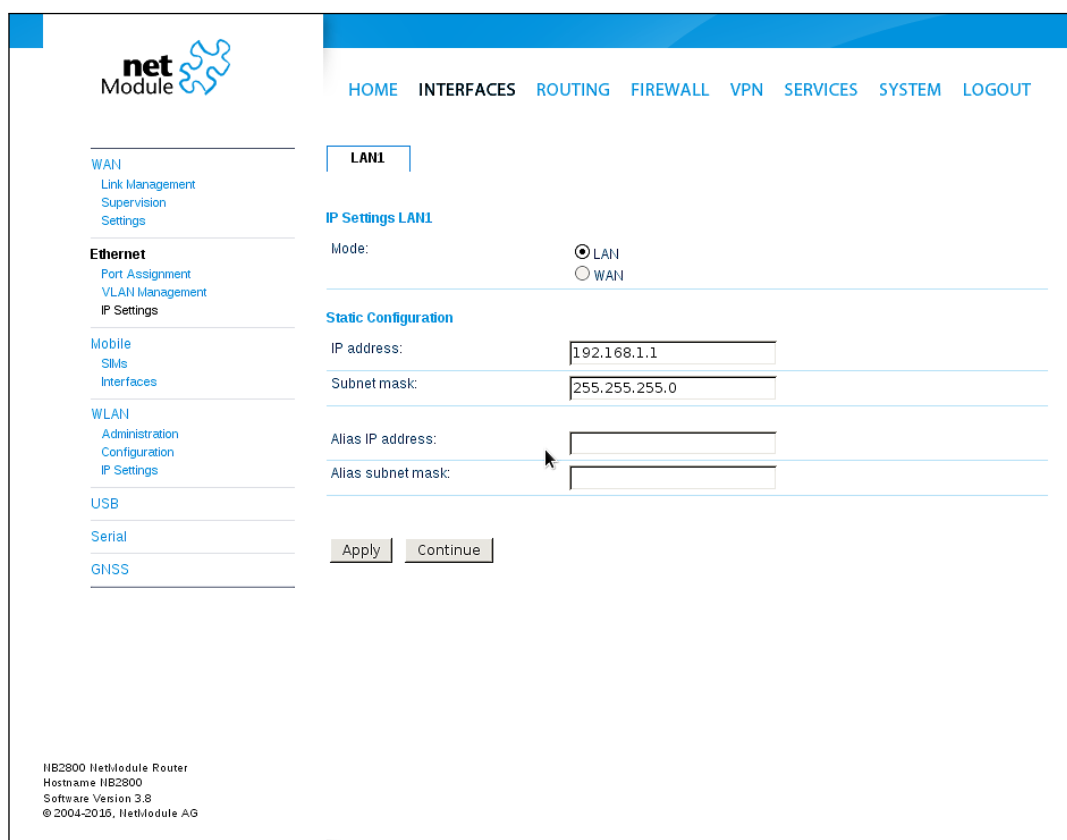 net
Module
HOME INTERFACES ROUTING FIREWALL VPN SERVICES SYSTEM LOGOUT
WAN
Link Management
Supervision
Settings
Ethernet
Port Assignment
VLAN Management
IP Settings
Mobile
SIMs
Interfaces
WLAN
Administration
Configuration
IP Settings
USB
Serial
GNSS
LAN1
IP Settings LAN1
Mode:
LAN
WAN
Static Configuration
IP address: 192.168.1.1
Subnet mask: 255.255.255.0
Alias IP address:
Alias subnet mask:
Apply Continue
NB2800 NetModule Router
Hostname NB2800
Software Version 3.8
© 2004-2016, NetModule AG